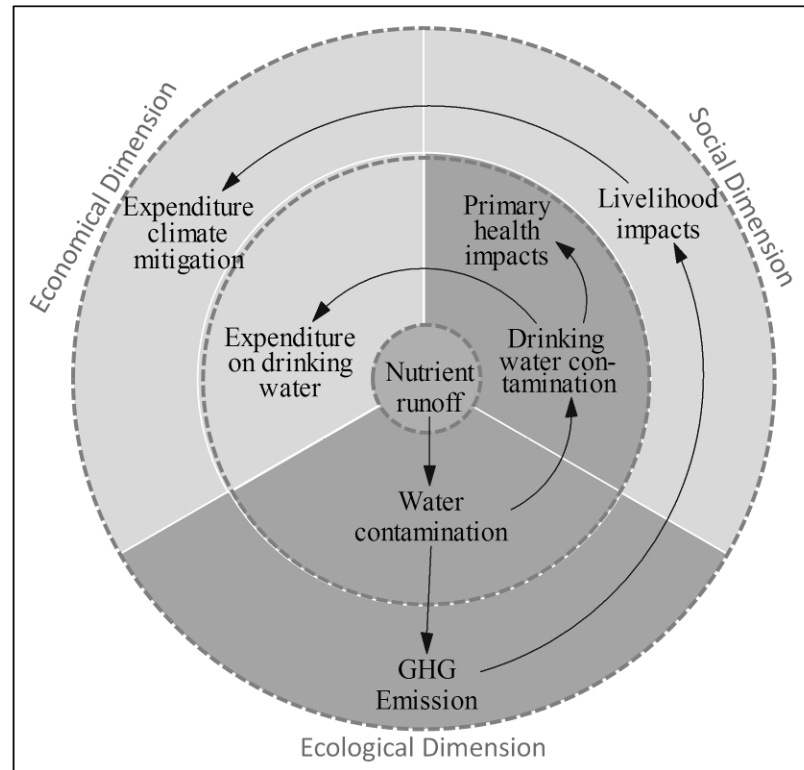 Economical Dimension
Social Dimension
Expenditure
climate
mitigation
Primary
health
impacts
Livelihood
impacts
Expenditure
on drinking
water
Nutrient
runoff
Drinking
water con-
tamination
Water
contamination
GHG
Emission
Ecological Dimension